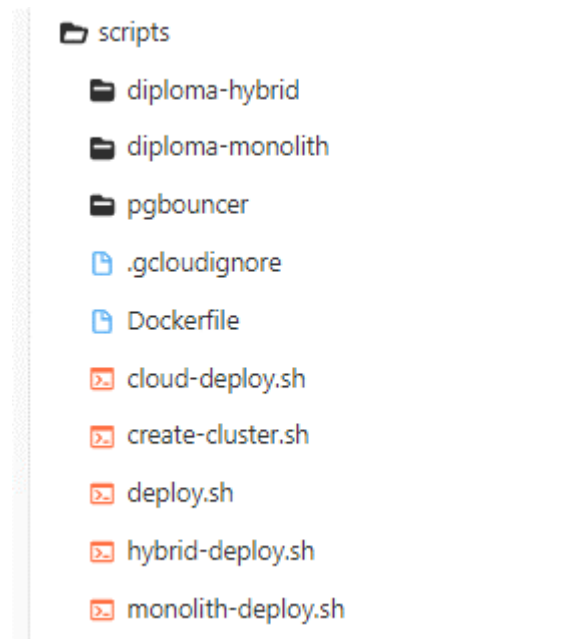 scripts
diploma-hybrid
diploma-monolith
pgbouncer
.gcloudignore
Dockerfile
cloud-deploy.sh
create-cluster.sh
deploy.sh
hybrid-deploy.sh
monolith-deploy.sh